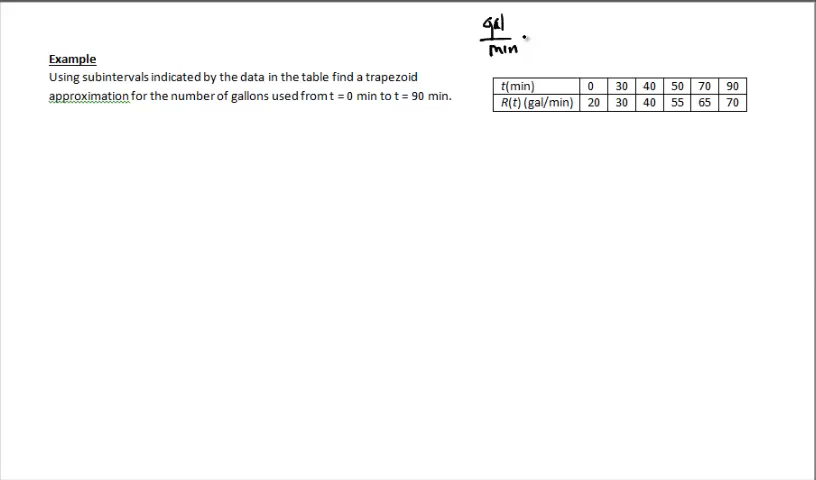 gal
min
Example
Using subintervals indicated by the data in the table find a trapezoid
approximation for the number of gallons used from t = 0 min to t = 90 min.
t(min) 0 30 40 50 70 90
R(t) (gal/min) 20 30 40 55 65 70